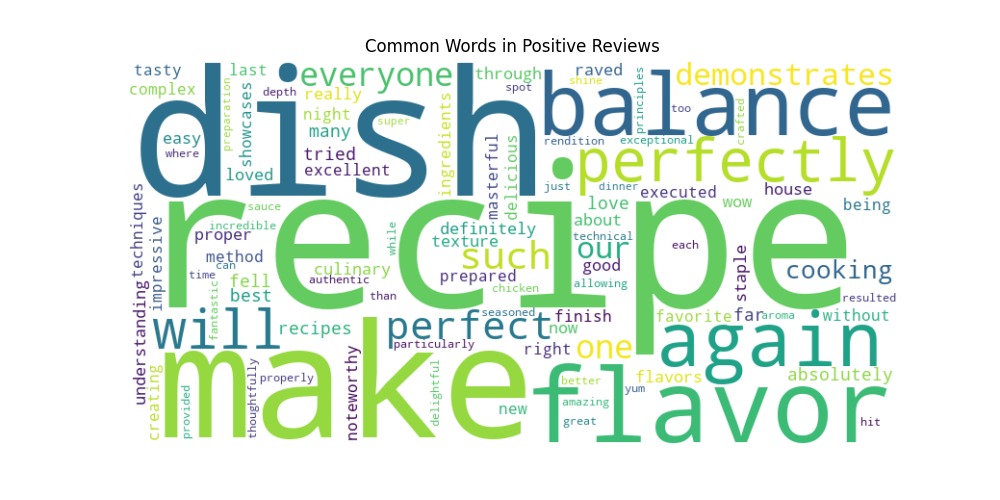 Common Words in Positive Reviews
tasty
last
everyone
through
raved
demonstrates
complex
depth
spot
shine
principles
preparation
showcases
really
night
super
many
ingredients
dish
balance
too
crafted
easy
where
tried
excellent
loved
masterful
delicious
rendition
exceptional
perfectly
just
dinner
executed
house
being
recipe
sauce
incredible
proper
method
can
time
fell
best
fantastic
impressive
techniques
understanding
while
definitely
texture
such
culinary
authentic
than
prepared
chicken
love
about
technical
our
good
allowing
wow
each
staple
cooking
resulted
will
recipes
perfect
seasoned
particularly
finish
now
right
one
favorite
far
aroma
without
again
make
creating
provided
thoughtfully
properly
noteworthy
delightful
new
flavor
better
amazing
great
yum
flavors
absolutely
hit